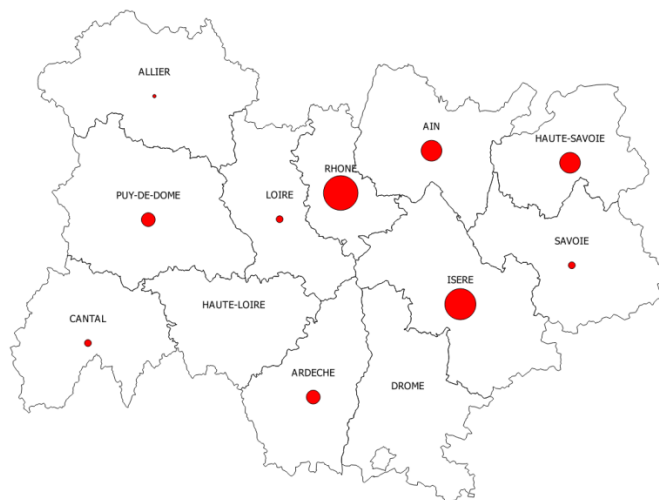 ALLIER
AIN
HAUTE-SAVOIE
RHONE
PUY-DE-DOME
LOIRE
SAVOIE
ISERE
HAUTE-LOIRE
CANTAL
ARDECHE
DROME